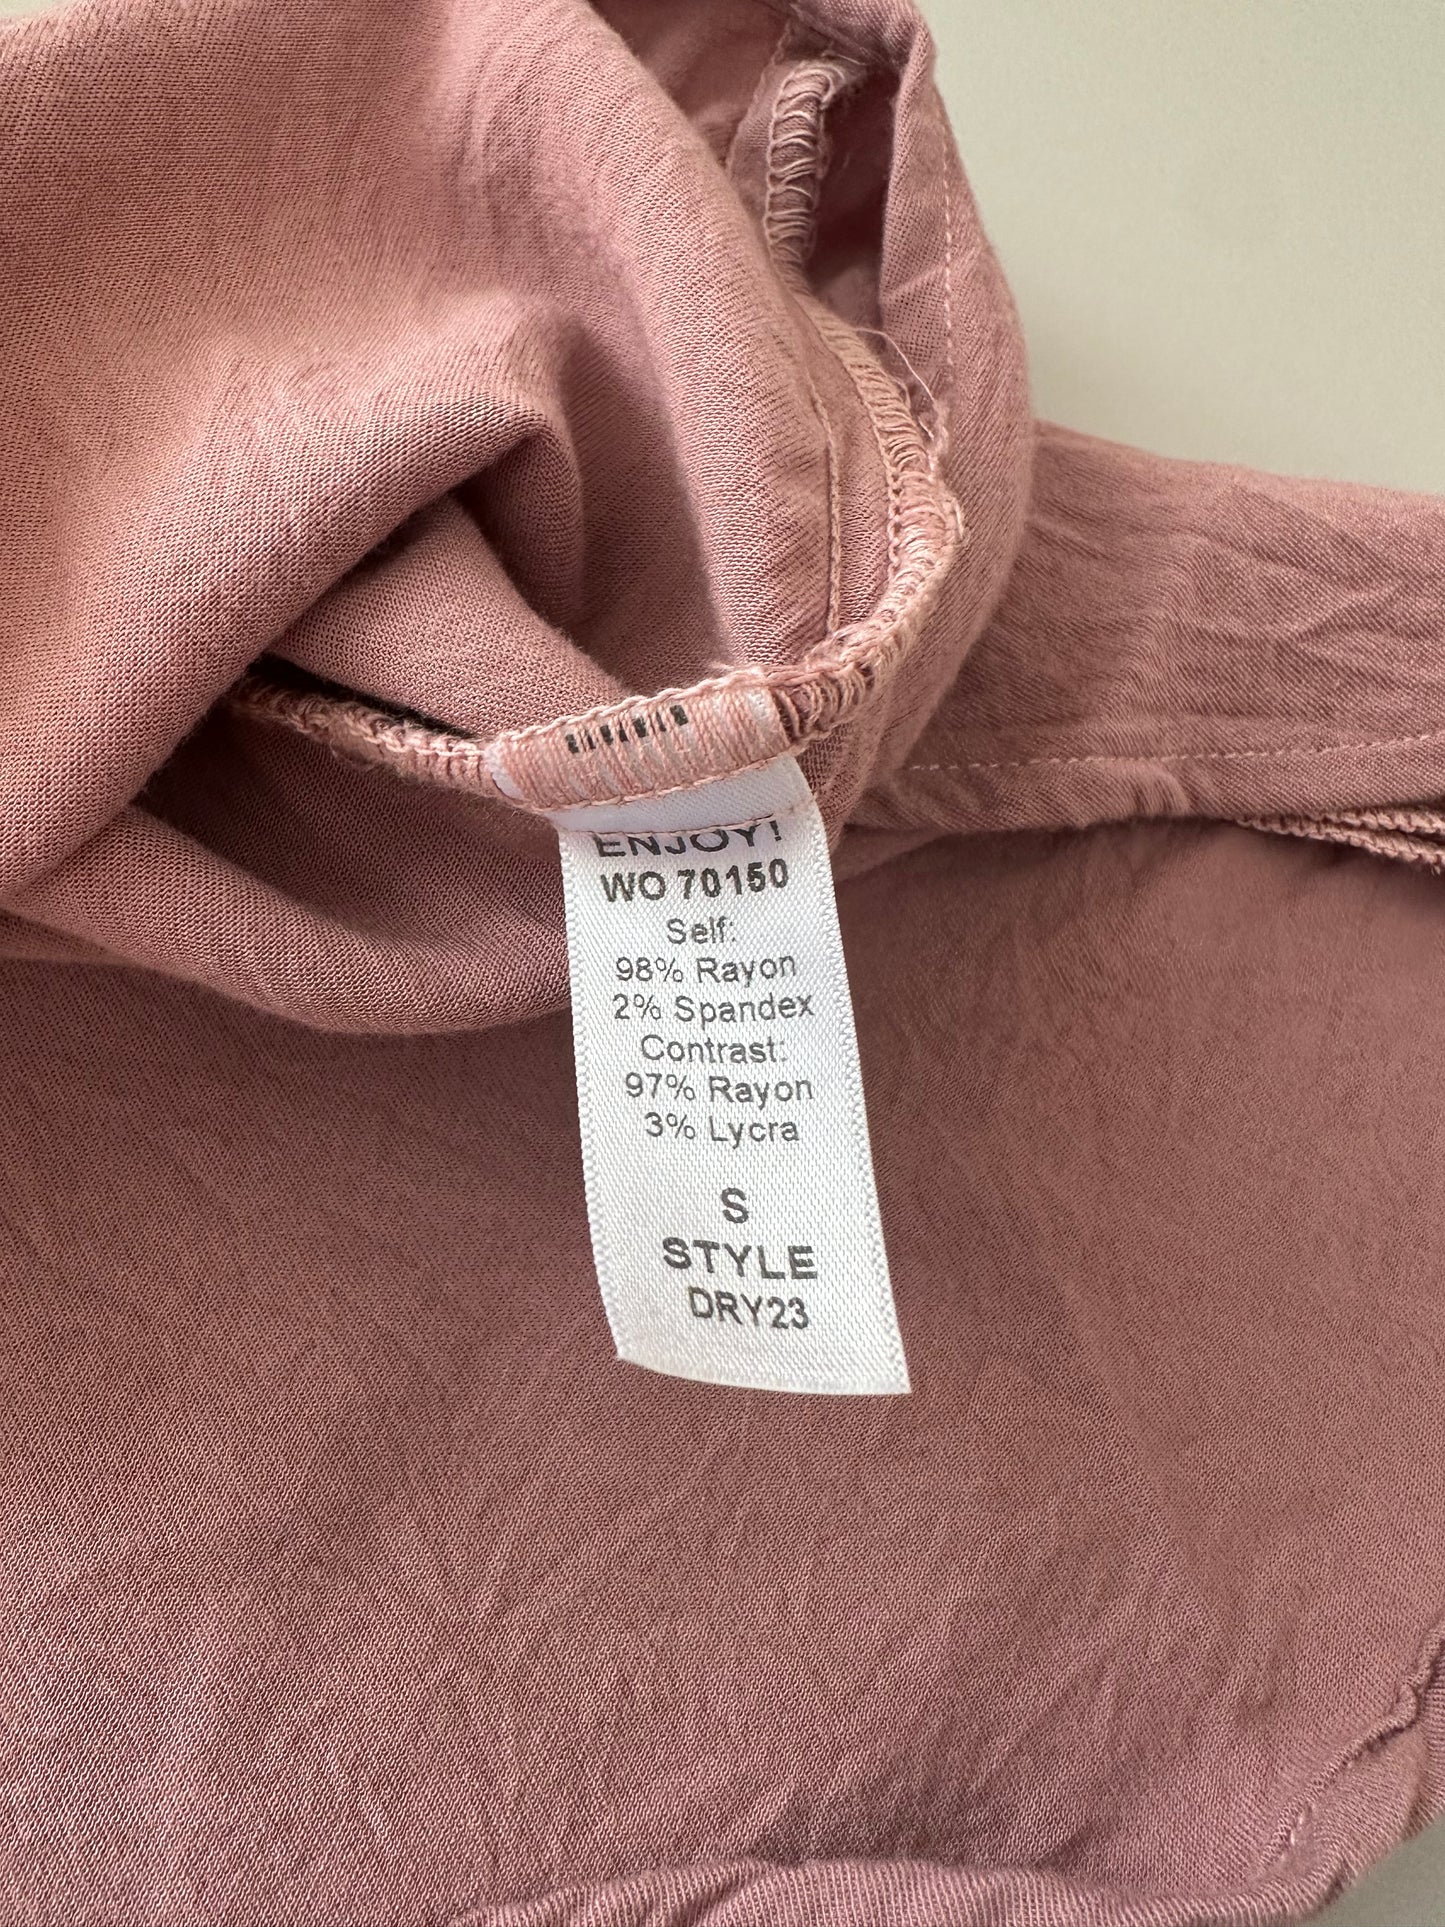 ENJOY!
WO 70150
Self:
98% Rayon
2% Spandex
Contrast:
97% Rayon
3% Lycra
S
STYLE
DRY23